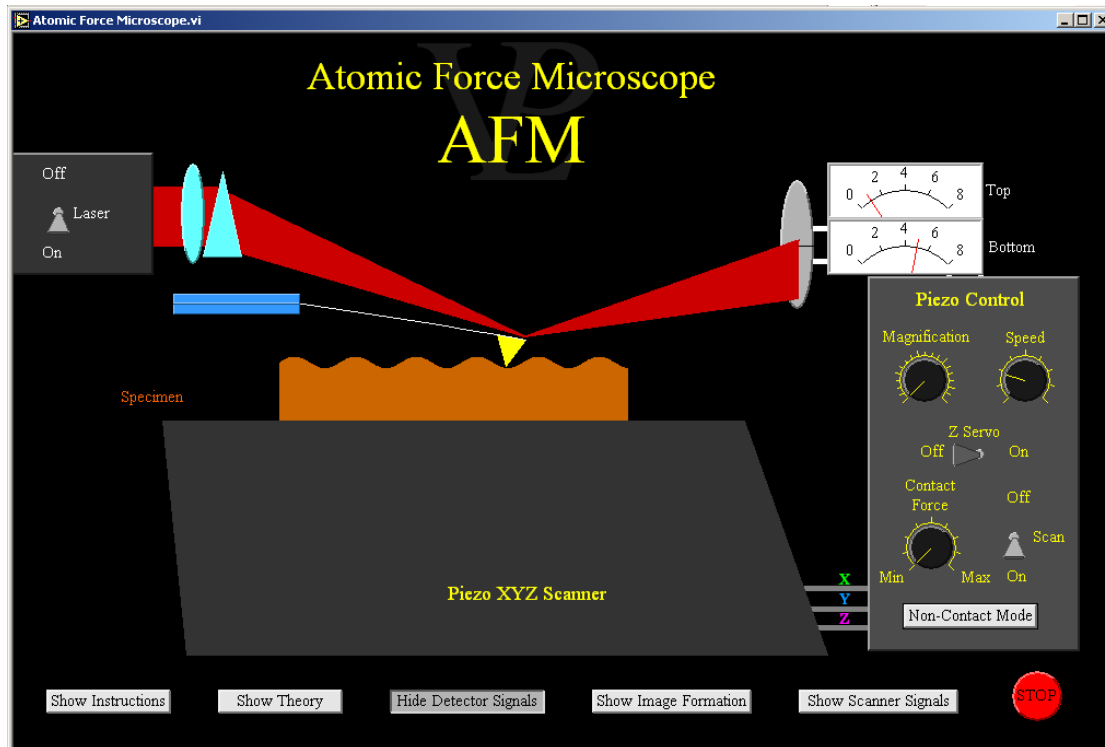 Atomic Force Microscope.vi
Atomic Force Microscope
AFM
Off
Laser
On
0 2 4 6 8
Top
0 2 4 6 8
Bottom
Specimen
Piezo Control
Magnification Speed
Z Servo
Off On
Contact
Force
Off
Scan
Min Max On
Non-Contact Mode
X
Y
Z
Piezo XYZ Scanner
Show Instructions Show Theory Hide Detector Signals Show Image Formation Show Scanner Signals STOP